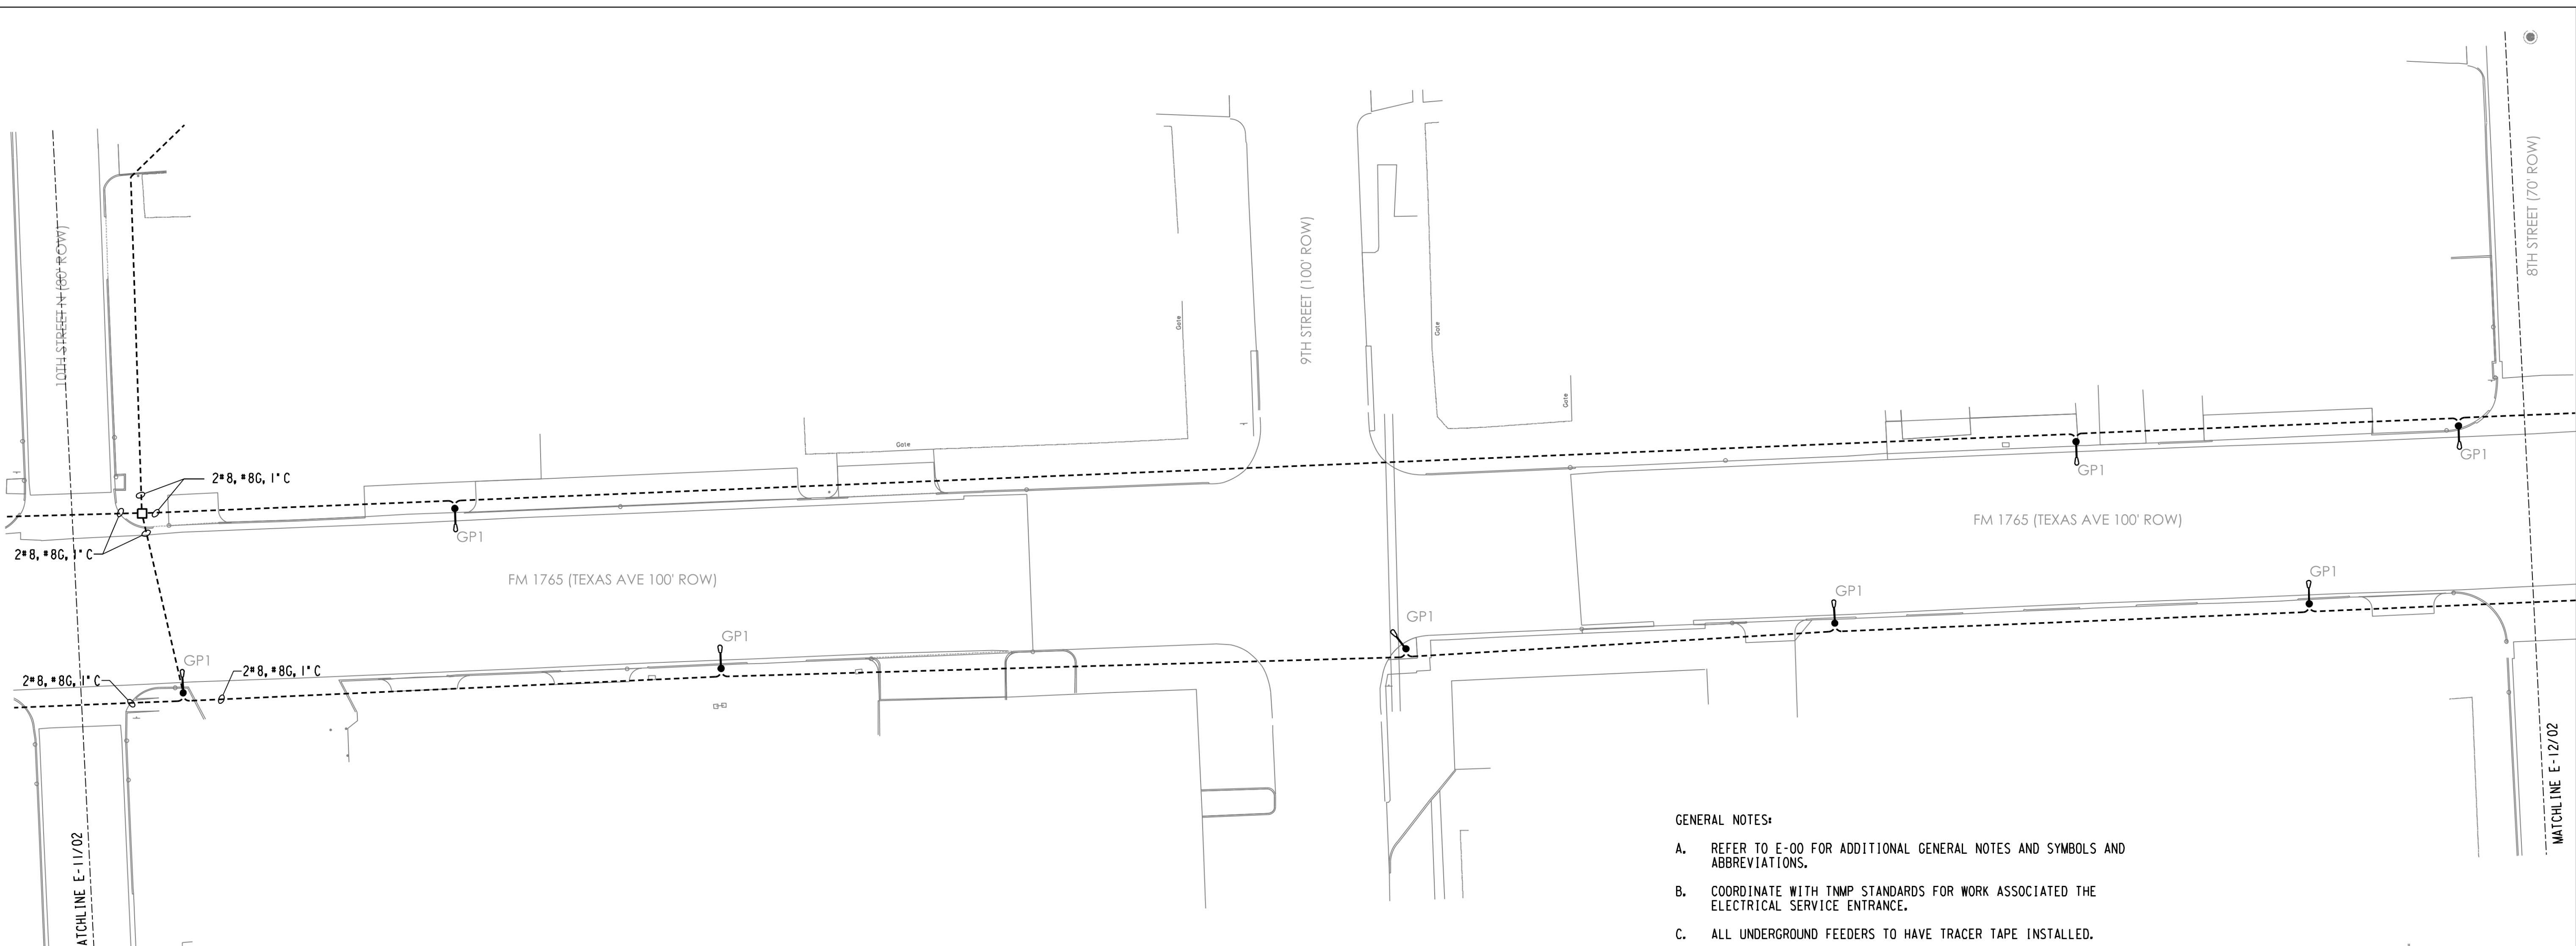 10TH STREET N (80' ROW)
9TH STREET (100' ROW)
8TH STREET (70' ROW)
Gate
Gate
Gate
Gate
2#8, #8G, 1" C
GP1
GP1
GP1
2#8, #8G, 1" C
FM 1765 (TEXAS AVE 100' ROW)
FM 1765 (TEXAS AVE 100' ROW)
GP1
GP1
GP1
GP1
GP1
2#8, #8G, 1" C
2#8, #8G, 1" C
MATCHLINE E-12/02
ATCHLINE E-11/02
GENERAL NOTES:
A. REFER TO E-00 FOR ADDITIONAL GENERAL NOTES AND SYMBOLS AND
ABBREVIATIONS.
B. COORDINATE WITH TNMP STANDARDS FOR WORK ASSOCIATED THE
ELECTRICAL SERVICE ENTRANCE.
C. ALL UNDERGROUND FEEDERS TO HAVE TRACER TAPE INSTALLED.